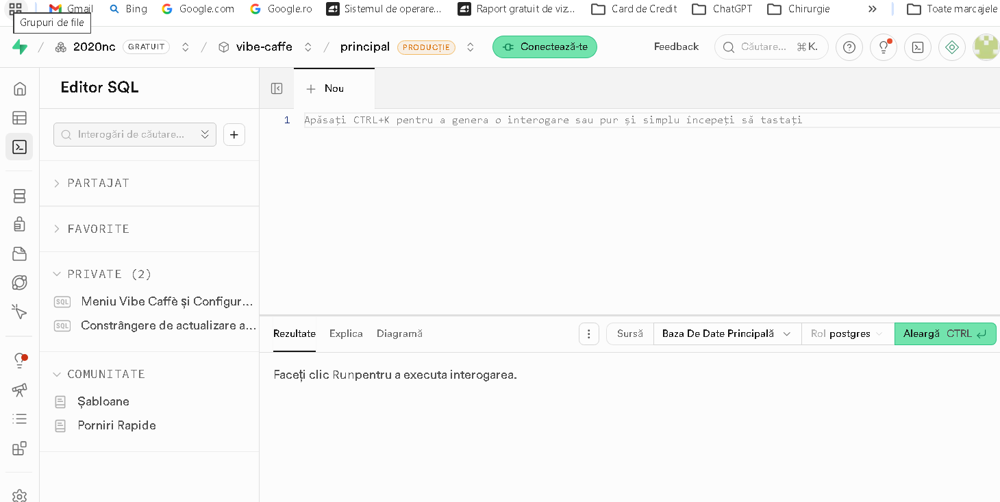 Gmail Bing Google.com Google.ro Sistemul de operare... Raport gratuit de viz... Card de Credit ChatGPT Chirurgie » Toate marcajele
Grupuri de file
/ 2020nc GRATUIT / vibe-caffe / principal PRODUCȚIE Conectează-te Feedback Căutare... ⌘K.
Editor SQL
+ Nou
1 Apăsați CTRL+K pentru a genera o interogare sau pur și simplu începeți să tastați
Interogări de căutare... +
PARTAJAT
FAVORITE
PRIVATE (2)
SQL Meniu Vibe Caffè și Configur...
SQL Constrângere de actualizare a...
Rezultate Explica Diagramă Sursă Baza De Date Principală Rol postgres Aleargă CTRL ↵
Faceți clic Runpentru a executa interogarea.
COMUNITATE
Șabloane
Porniri Rapide